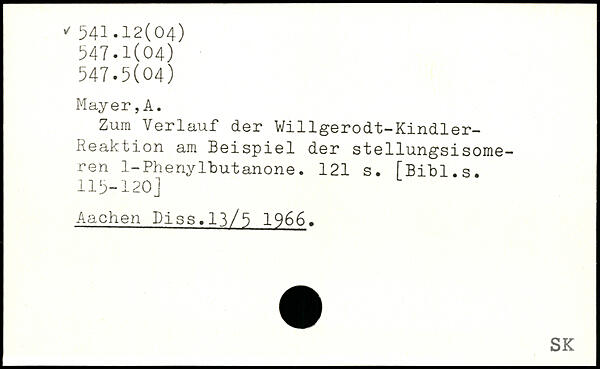 ✓ 541.12(04)
547.1(04)
547.5(04)
Mayer,A.
Zum Verlauf der Willgerodt-Kindler-
Reaktion am Beispiel der stellungsisome-
ren 1-Phenylbutanone. 121 s. [Bibl.s.
115-120]
Aachen Diss.13/5 1966.
SK